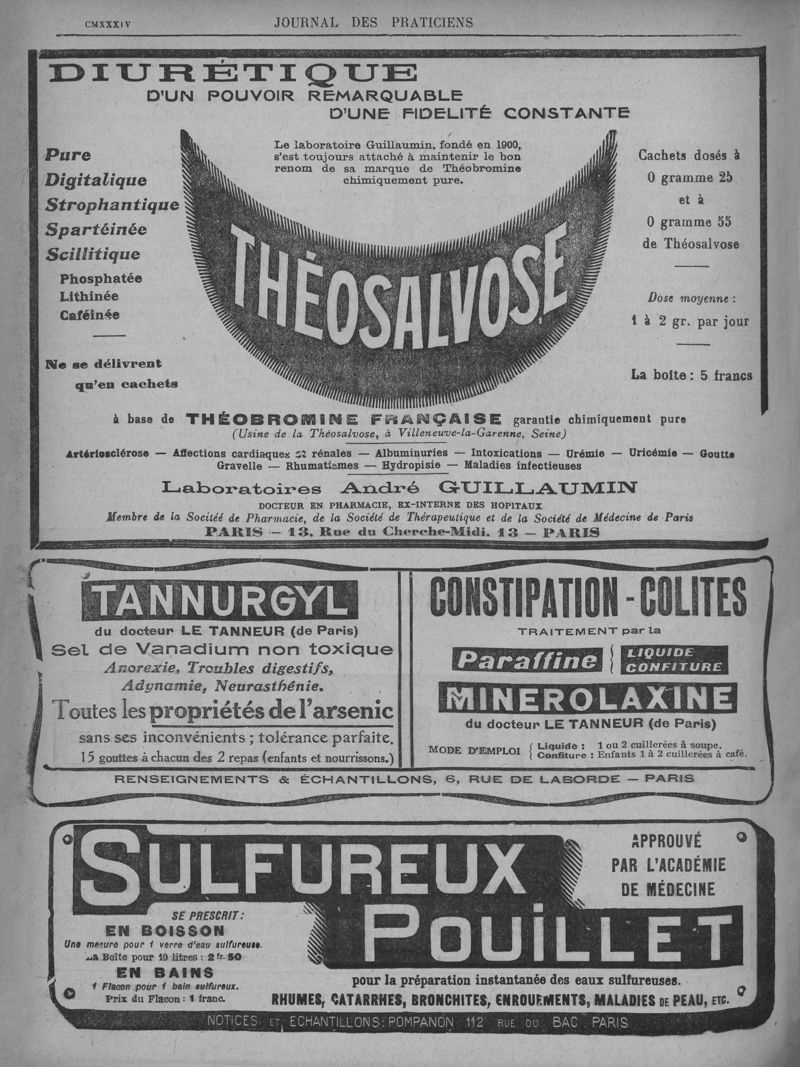 CMXXXIV
JOURNAL DES PRATICIENS
DIURÉTIQUE
D'UN POUVOIR REMARQUABLE
D'UNE FIDELITÉ CONSTANTE
Le laboratoire Guillaumin, fondé en 1900,
s'est toujours attaché à maintenir le bon
renom de sa marque de Théobromine
chimiquement pure.
Pure
Digitalique
Strophantique
Spartéinée
Scillitique
Phosphatée
Lithinée
Caféinée
Ne se délivrent
qu'en cachets
THÉOSALVOSE
Cachets dosés à
0 gramme 25
et à
0 gramme 55
de Théosalvose
Dose moyenne :
1 à 2 gr. par jour
La boîte : 5 francs
à base de THÉOBROMINE FRANÇAISE garantie chimiquement pure
(Usine de la Théosalvose, à Villeneuve-la-Garenne, Seine)
Artériosclérose — Affections cardiaques et rénales — Albuminuries — Intoxications — Urémie — Uricémie — Goutte
Gravelle — Rhumatismes — Hydropisie — Maladies infectieuses
Laboratoires André GUILLAUMIN
DOCTEUR EN PHARMACIE, EX-INTERNE DES HOPITAUX
Membre de la Socitéé de Pharmacie, de la Société de Thérapeutique et de la Société de Médecine de Paris
PARIS — 13, Rue du Cherche-Midi, 13 — PARIS
TANNURGYL
du docteur LE TANNEUR (de Paris)
Sel de Vanadium non toxique
Anorexie, Troubles digestifs,
Adynamie, Neurasthénie.
Toutes les propriétés de l'arsenic
sans ses inconvénients ; tolérance parfaite.
15 gouttes à chacun des 2 repas (enfants et nourrissons.)
CONSTIPATION - COLITES
TRAITEMENT par la
Paraffine { LIQUIDE
CONFITURE
MINEROLAXINE
du docteur LE TANNEUR (de Paris)
MODE D'EMPLOI { Liquide : 1 ou 2 cuillerées à soupe.
Confiture : Enfants 1 à 2 cuillerées à café.
RENSEIGNEMENTS & ÉCHANTILLONS, 6, RUE DE LABORDE — PARIS
SULFUREUX
POUILLET
APPROUVÉ
PAR L'ACADÉMIE
DE MÉDECINE
SE PRESCRIT :
EN BOISSON
Une mesure pour 1 verre d'eau sulfureuse.
La Boîte pour 10 litres : 2 fr. 50
EN BAINS
1 Flacon pour 1 bain sulfureux.
Prix du Flacon : 1 franc.
pour la préparation instantanée des eaux sulfureuses.
RHUMES, CATARRHES, BRONCHITES, ENROUEMENTS, MALADIES DE PEAU, ETC.
NOTICES ET ECHANTILLONS : POMPANON 112 RUE DU BAC PARIS